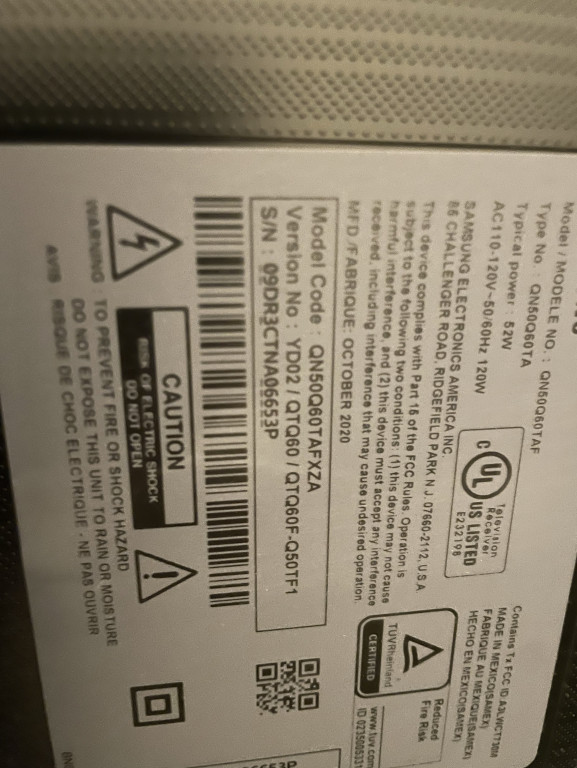 Model / MODELE NO. : QN50Q60TAF
Type No. : QN50Q60TA
Typical power : 52W
AC110-120V~50/60Hz 120W
SAMSUNG ELECTRONICS AMERICA INC.
85 CHALLENGER ROAD, RIDGEFIELD PARK N.J. 07660-2112, U.S.A
This device complies with Part 15 of the FCC Rules. Operation is
subject to the following two conditions: (1) this device may not cause
harmful interference, and (2) this device must accept any interference
received, including interference that may cause undesired operation.
MFD /FABRIQUE: OCTOBER 2020
C UL US LISTED
Television
Receiver
E232196
Contains Tx FCC ID
MADE IN MEXICO(SAMEX)
FABRIQUE AU MEXIQUE(SAMEX)
HECHO EN MEXICO(SAMEX)
TÜVRheinland
CERTIFIED
Reduced
Fire Risk
www.tuv.com
Model Code : QN50Q60TAFXZA
Version No : YD02 / QTQ60 / QTQ60F-Q50TF1
S/N : 09DR3CTNA06653P
CAUTION
RISK OF ELECTRIC SHOCK
DO NOT OPEN
WARNING : TO PREVENT FIRE OR SHOCK HAZARD
DO NOT EXPOSE THIS UNIT TO RAIN OR MOISTURE
AVIS RISQUE DE CHOC ELECTRIQUE - NE PAS OUVRIR